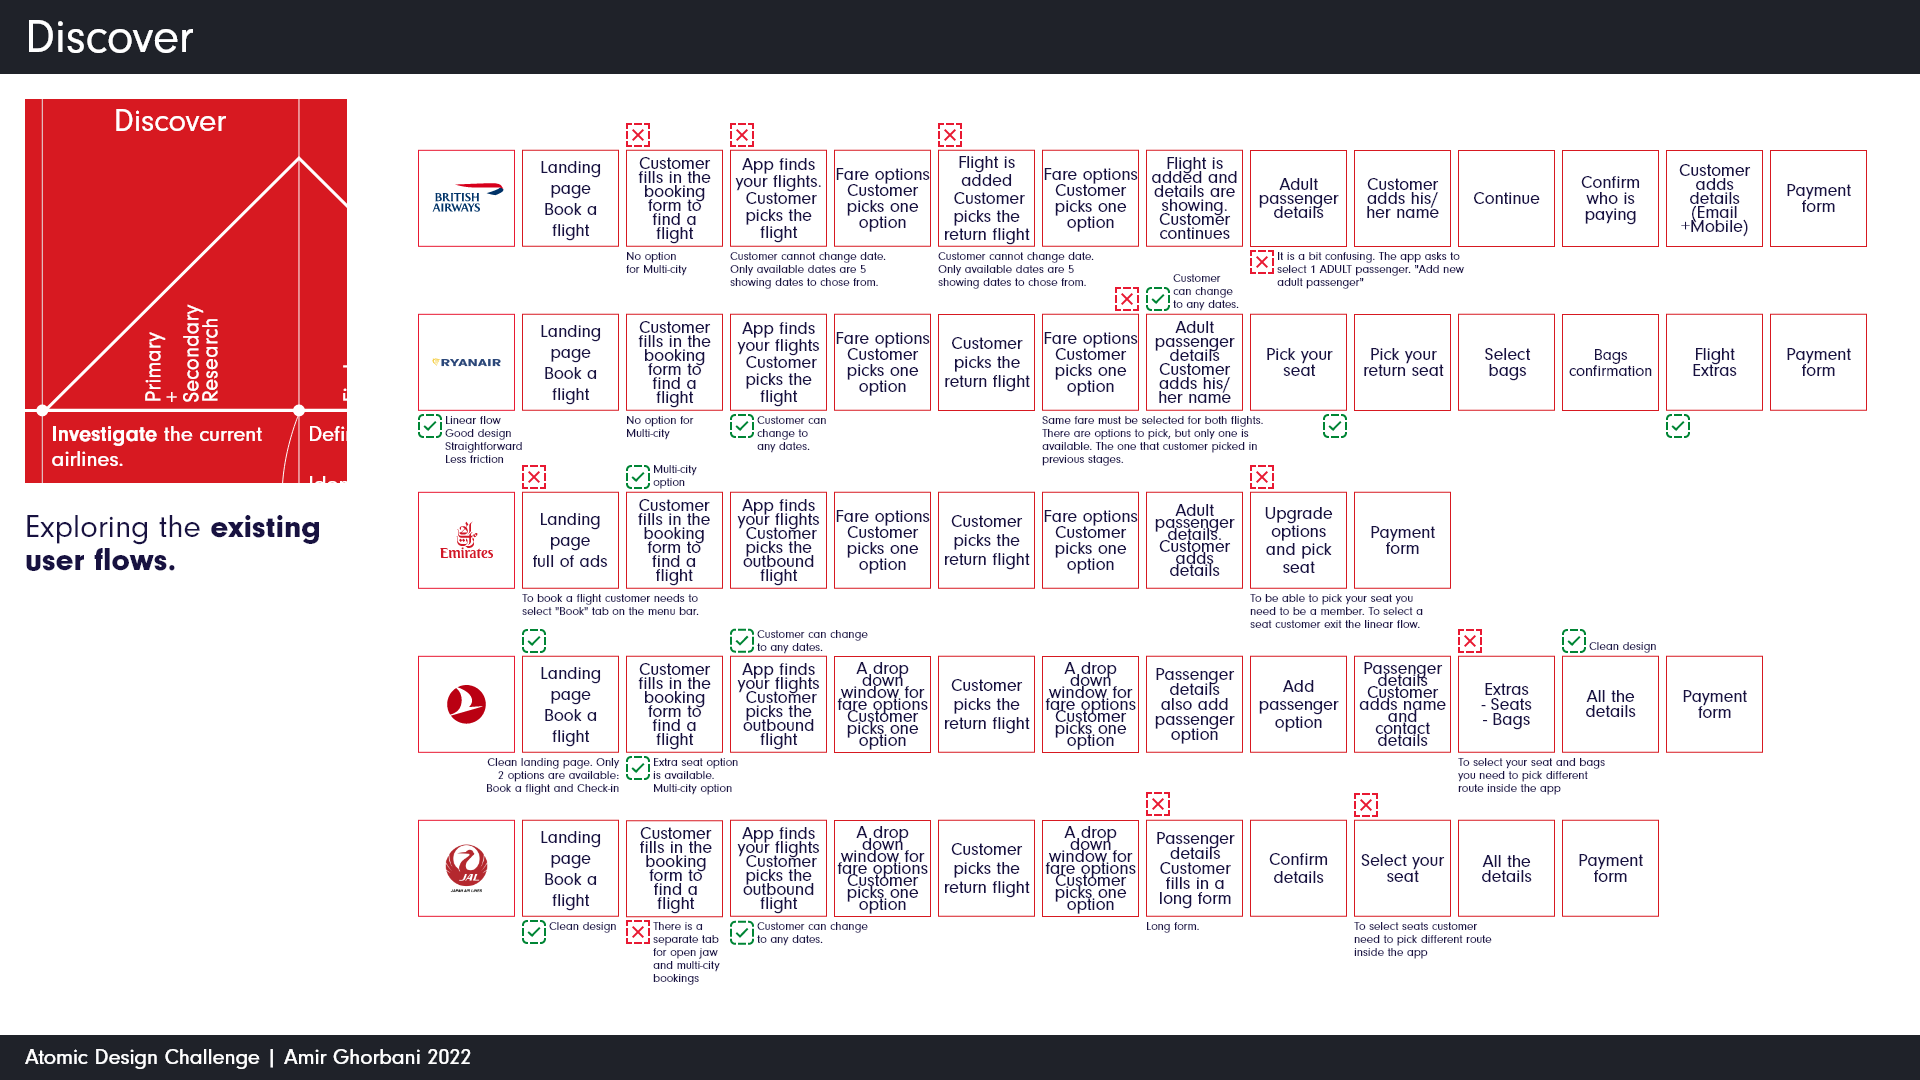 Discover
Discover
Primary
+
Secondary
Research
Investigate the current
airlines.
Exploring the existing
user flows.
BRITISH
AIRWAYS
Landing
page
Book a
flight
Customer
fills in the
booking
form to
find a
flight
No option
for Multi-city
App finds
your flights.
Customer
picks the
flight
Customer cannot change date.
Only available dates are 5
showing dates to chose from.
Fare options
Customer
picks one
option
Flight is
added
Customer
picks the
return flight
Customer cannot change date.
Only available dates are 5
showing dates to chose from.
Fare options
Customer
picks one
option
Flight is
added and
details are
showing.
Customer
continues
Adult
passenger
details
It is a bit confusing. The app asks to
select 1 ADULT passenger. "Add new
adult passenger"
Customer
adds his/
her name
Continue
Confirm
who is
paying
Customer
adds
details
(Email
+Mobile)
Payment
form
RYANAIR
Linear flow
Good design
Straightforward
Less friction
Landing
page
Book a
flight
Customer
fills in the
booking
form to
find a
flight
No option for
Multi-city
App finds
your flights
Customer
picks the
flight
Customer can
change to
any dates.
Fare options
Customer
picks one
option
Customer
picks the
return flight
Fare options
Customer
picks one
option
Same fare must be selected for both flights.
There are options to pick, but only one is
available. The one that customer picked in
previous stages.
Customer
can change
to any dates.
Adult
passenger
details
Customer
adds his/
her name
Pick your
seat
Pick your
return seat
Select
bags
Bags
confirmation
Flight
Extras
Payment
form
Emirates
Landing
page
full of ads
To book a flight customer needs to
select "Book" tab on the menu bar.
Multi-city
option
Customer
fills in the
booking
form to
find a
flight
App finds
your flights
Customer
picks the
outbound
flight
Fare options
Customer
picks one
option
Customer
picks the
return flight
Fare options
Customer
picks one
option
Adult
passenger
details.
Customer
adds
details
Upgrade
options
and pick
seat
To be able to pick your seat you
need to be a member. To select a
seat customer exit the linear flow.
Payment
form
Landing
page
Book a
flight
Clean landing page. Only
2 options are available:
Book a flight and Check-in
Customer
fills in the
booking
form to
find a
flight
Extra seat option
is available.
Multi-city option
Customer can change
to any dates.
App finds
your flights
Customer
picks the
outbound
flight
A drop
down
window for
fare options
Customer
picks one
option
Customer
picks the
return flight
A drop
down
window for
fare options
Customer
picks one
option
Passenger
details
also add
passenger
option
Add
passenger
option
Passenger
details
Customer
adds name
and
contact
details
Extras
- Seats
- Bags
To select your seat and bags
you need to pick different
route inside the app
Clean design
All the
details
Payment
form
JAL
JAPAN AIR LINES
Landing
page
Book a
flight
Clean design
Customer
fills in the
booking
form to
find a
flight
There is a
separate tab
for open jaw
and multi-city
bookings
App finds
your flights
Customer
picks the
outbound
flight
Customer can change
to any dates.
A drop
down
window for
fare options
Customer
picks one
option
Customer
picks the
return flight
A drop
down
window for
fare options
Customer
picks one
option
Passenger
details
Customer
fills in a
long form
Long form.
Confirm
details
Select your
seat
To select seats customer
need to pick different route
inside the app
All the
details
Payment
form
Atomic Design Challenge | Amir Ghorbani 2022